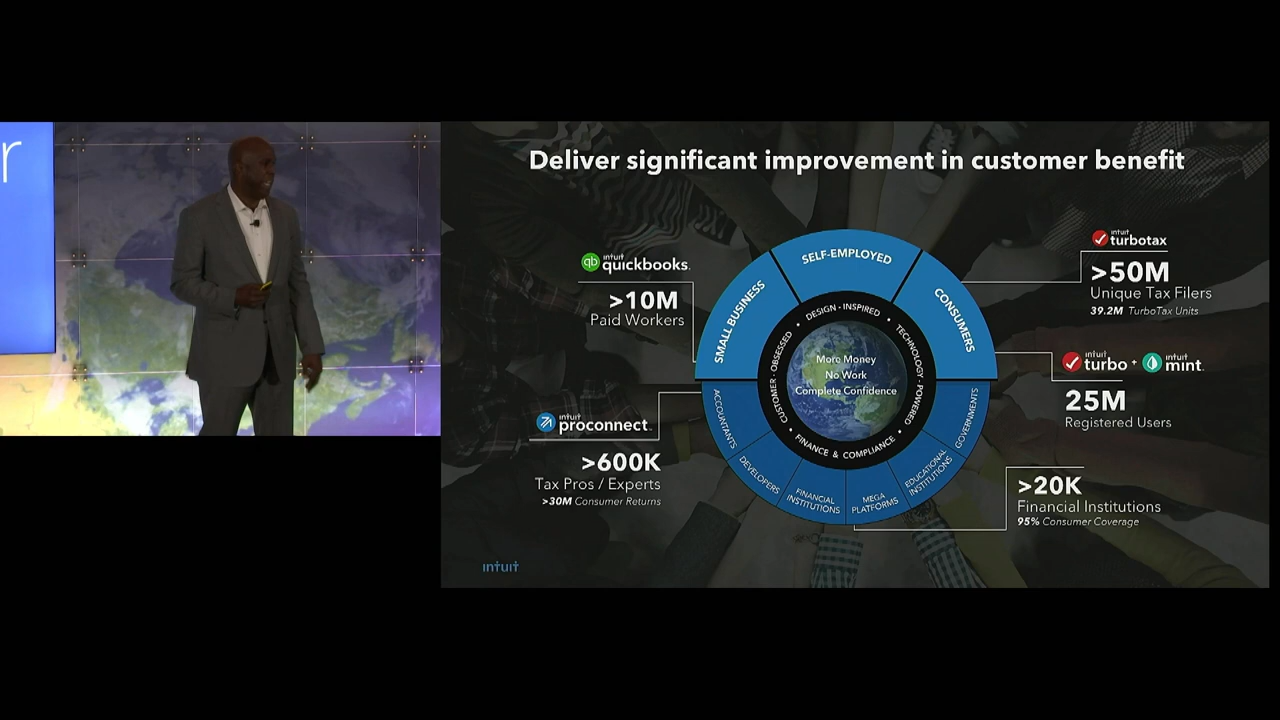 r
Deliver significant improvement in customer benefit
intuit
quickbooks.
>10M
Paid Workers
intuit
proconnect.
>600K
Tax Pros / Experts
>30M Consumer Returns
SMALL BUSINESS
SELF-EMPLOYED
CONSUMERS
CUSTOMER - OBSESSED • DESIGN - INSPIRED • TECHNOLOGY - POWERED • FINANCE & COMPLIANCE •
More Money
No Work
Complete Confidence
ACCOUNTANTS
DEVELOPERS
FINANCIAL
INSTITUTIONS
MEGA
PLATFORMS
EDUCATIONAL
INSTITUTIONS
GOVERNMENTS
intuit
turbotax
>50M
Unique Tax Filers
39.2M TurboTax Units
intuit
turbo +
intuit
mint.
25M
Registered Users
>20K
Financial Institutions
95% Consumer Coverage
qb
intuit